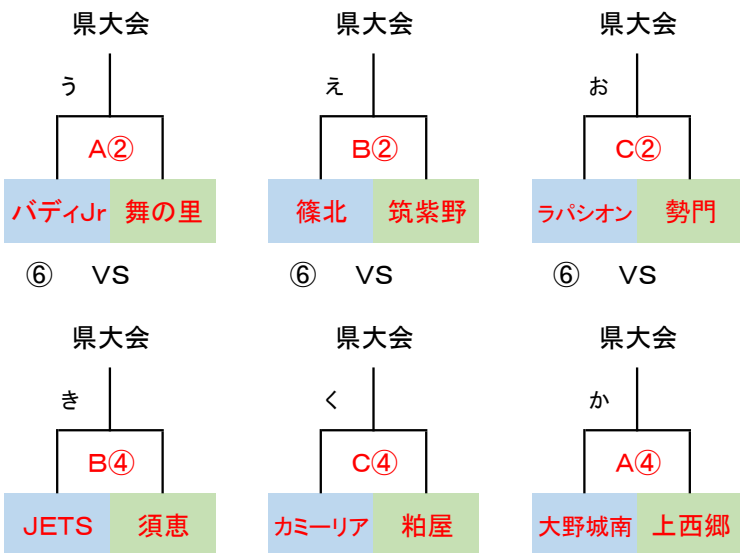 県大会 県大会 県大会
う え お
A② B② C②
バディJr 舞の里 篠北 筑紫野 ラパシオン 勢門
⑥ VS ⑥ VS ⑥ VS
県大会 県大会 県大会
き く か
B④ C④ A④
JETS 須恵 カミーリア 粕屋 大野城南 上西郷